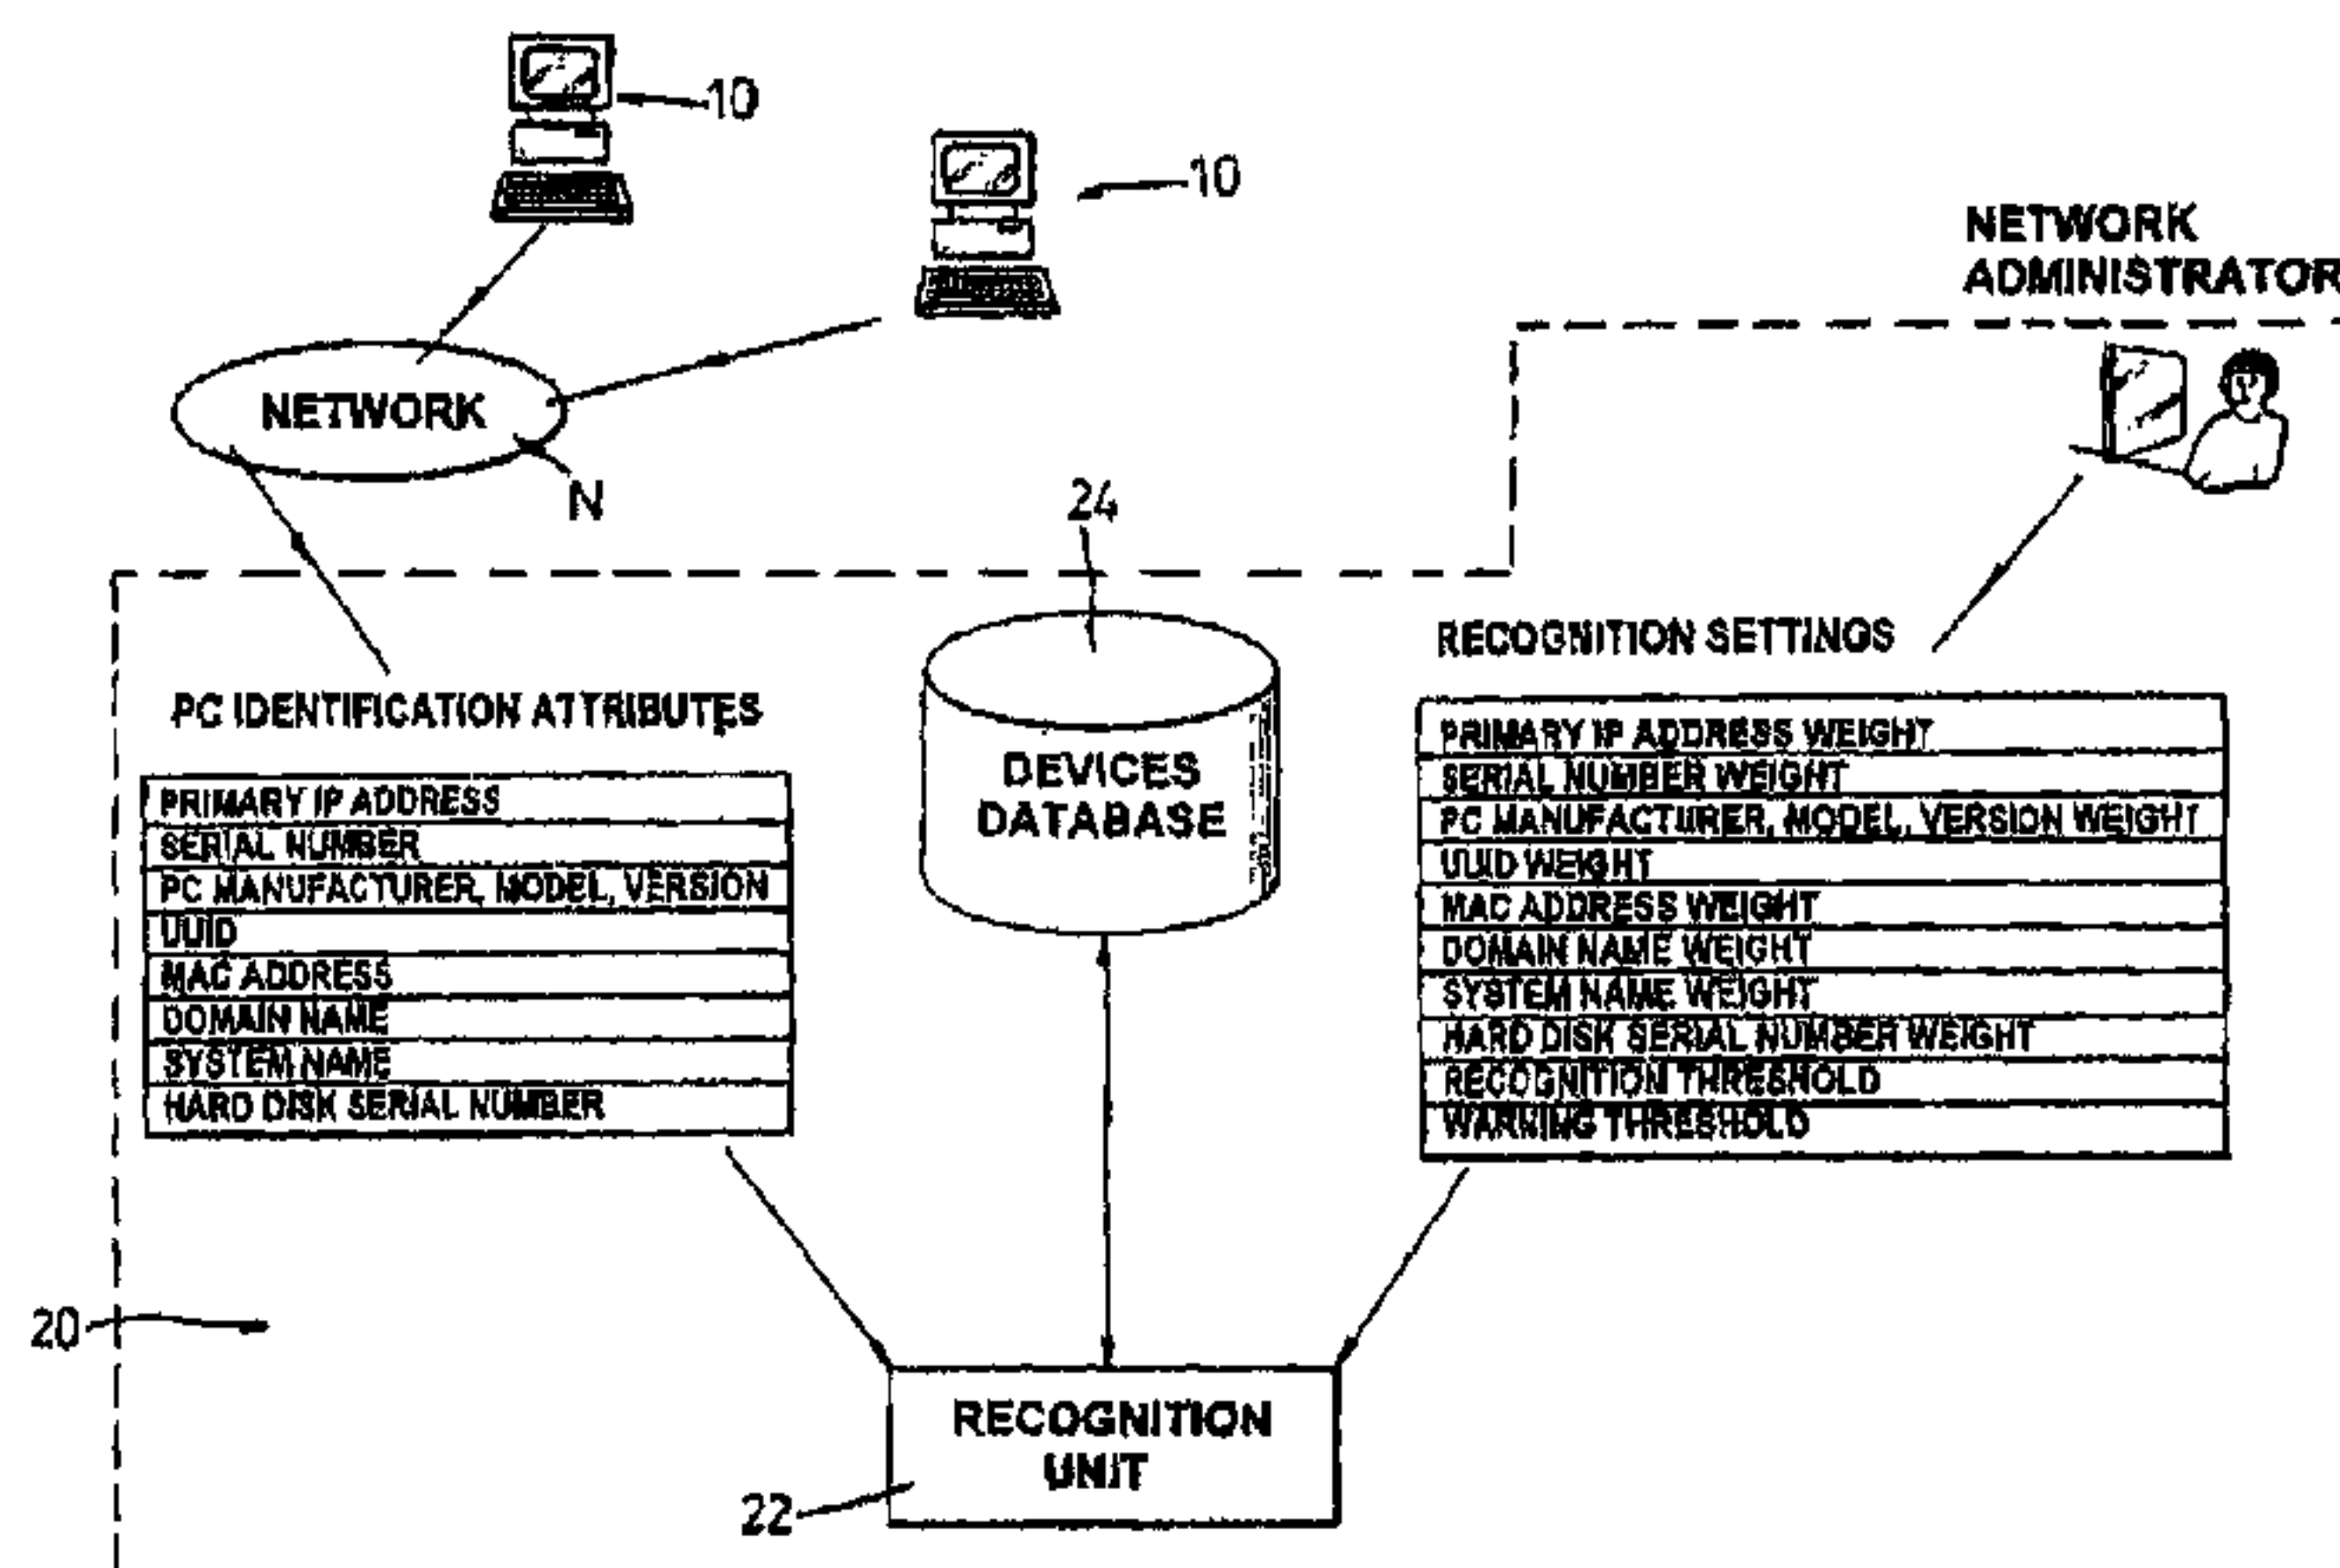 10
10
NETWORK
ADMINISTRATOR
NETWORK
N
24
RECOGNITION SETTINGS
PC IDENTIFICATION ATTRIBUTES
DEVICES
DATABASE
PRIMARY IP ADDRESS
SERIAL NUMBER
PC MANUFACTURER, MODEL, VERSION
UUID
MAC ADDRESS
DOMAIN NAME
SYSTEM NAME
HARD DISK SERIAL NUMBER
PRIMARY IP ADDRESS WEIGHT
SERIAL NUMBER WEIGHT
PC MANUFACTURER, MODEL, VERSION WEIGHT
UUID WEIGHT
MAC ADDRESS WEIGHT
DOMAIN NAME WEIGHT
SYSTEM NAME WEIGHT
HARD DISK SERIAL NUMBER WEIGHT
RECOGNITION THRESHOLD
WARNING THRESHOLD
20
RECOGNITION
UNIT
22